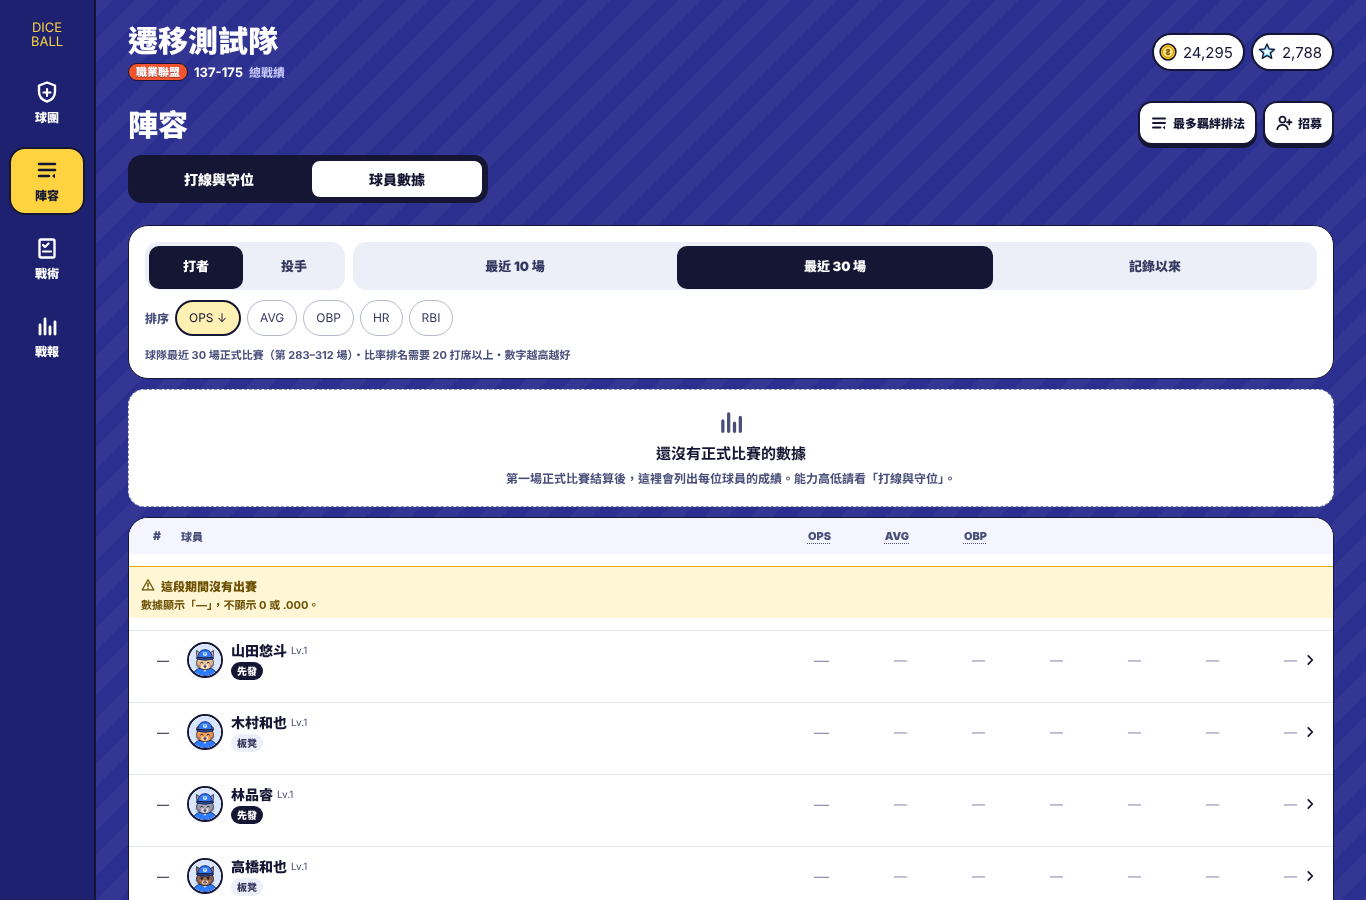 DICE
BALL
球團
陣容
戰術
戰報
遷移測試隊
職業聯盟 137-175 總戰績
24,295
2,788
陣容
最多羈絆排法
招募
打線與守位
球員數據
打者
投手
最近 10 場
最近 30 場
記錄以來
排序
OPS ↓
AVG
OBP
HR
RBI
球隊最近 30 場正式比賽（第 283–312 場）・比率排名需要 20 打席以上・數字越高越好
還沒有正式比賽的數據
第一場正式比賽結算後，這裡會列出每位球員的成績。能力高低請看「打線與守位」。
# 球員 OPS AVG OBP
這段期間沒有出賽
數據顯示「—」，不顯示 0 或 .000。
— 山田悠斗 Lv.1 — — — — — — —
先發
— 木村和也 Lv.1 — — — — — — —
板凳
— 林品睿 Lv.1 — — — — — — —
先發
— 高橋和也 Lv.1 — — — — — — —
板凳